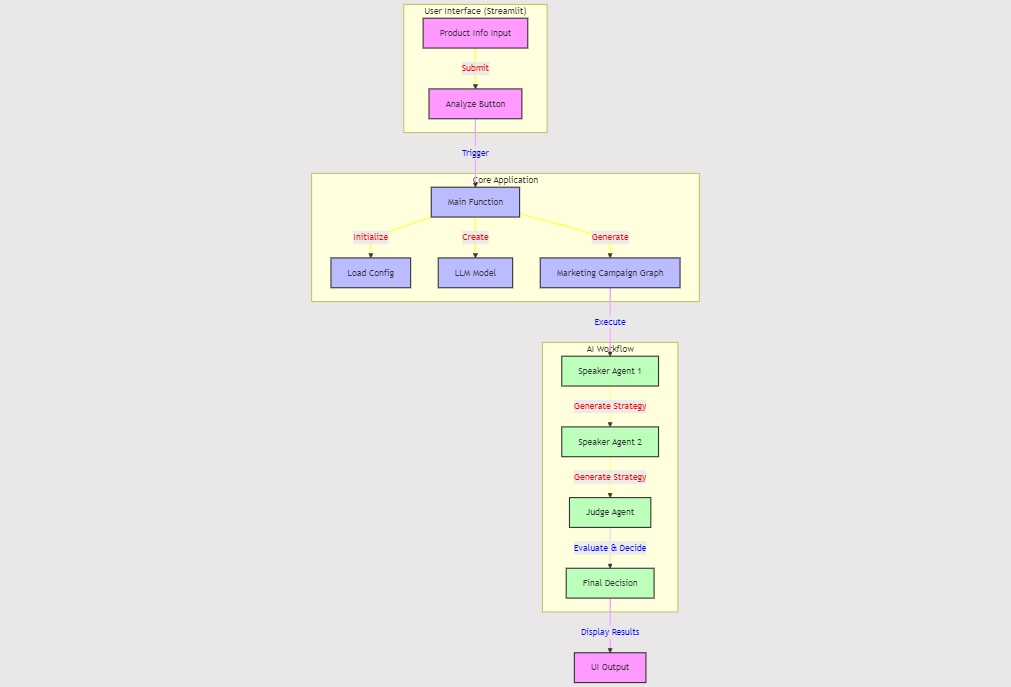 User Interface (Streamlit)
Product Info Input
Submit
Analyze Button
Trigger
Core Application
Main Function
Initialize
Create
Generate
Load Config
LLM Model
Marketing Campaign Graph
Execute
AI Workflow
Speaker Agent 1
Generate Strategy
Speaker Agent 2
Generate Strategy
Judge Agent
Evaluate & Decide
Final Decision
Display Results
UI Output